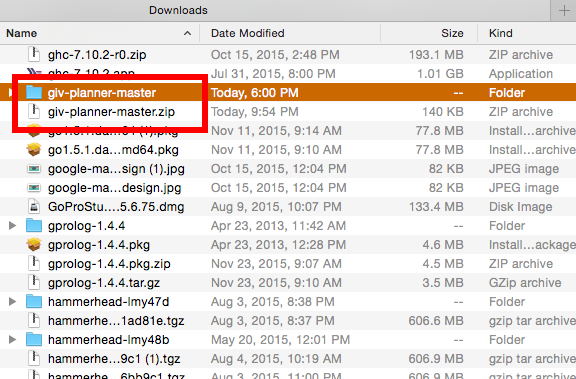 Downloads
Name Date Modified Size Kind
ghc-7.10.2-r0.zip Oct 15, 2015, 2:48 PM 193.1 MB ZIP archive
ghc-7.10.2.app Jul 31, 2015, 8:00 PM 1.01 GB Application
giv-planner-master Today, 6:00 PM -- Folder
giv-planner-master.zip Today, 9:54 PM 140 KB ZIP archive
go1.5.1.da...64 (1).pkg Nov 11, 2015, 9:14 AM 77.8 MB Install...archive
go1.5.1.da...md64.pkg Nov 11, 2015, 9:09 AM 77.8 MB Install...archive
google-ma...sign (1).jpg Oct 15, 2015, 12:04 PM 82 KB JPEG image
google-ma...design.jpg Oct 15, 2015, 12:04 PM 82 KB JPEG image
GoProStu....5.6.75.dmg Aug 9, 2015, 10:07 PM 133.4 MB Disk Image
gprolog-1.4.4 Apr 23, 2013, 11:42 AM -- Folder
gprolog-1.4.4.pkg Apr 23, 2013, 12:28 PM 4.6 MB Install...ackage
gprolog-1.4.4.pkg.zip Nov 23, 2015, 9:07 AM 4.5 MB ZIP archive
gprolog-1.4.4.tar.gz Nov 23, 2015, 9:10 AM 3.5 MB GZip archive
hammerhead-lmy47d Aug 3, 2015, 8:38 PM -- Folder
hammerhe...1ad81e.tgz Aug 3, 2015, 8:37 PM 606.6 MB gzip tar archive
hammerhead-lmy48b May 20, 2015, 12:01 PM -- Folder
hammerhe...9c1 (1).tgz Aug 4, 2015, 10:19 AM 606.9 MB gzip tar archive
hammerhe...6bb9c1.tgz Aug 3, 2015, 11:27 PM 606.9 MB gzip tar archive